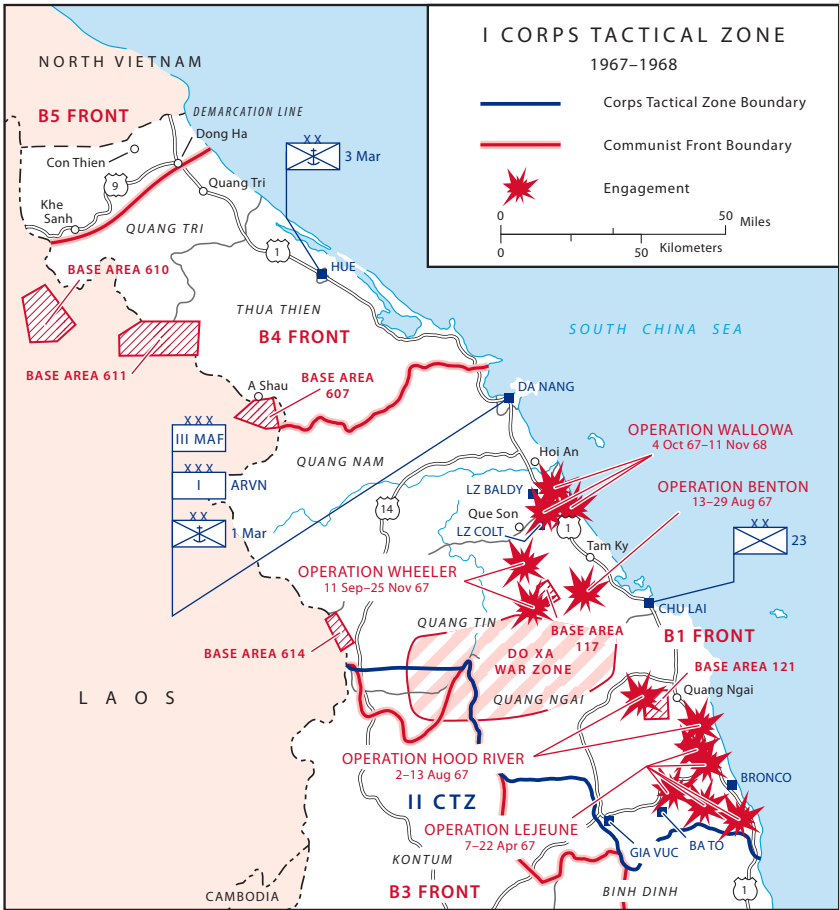 I CORPS TACTICAL ZONE
1967–1968
Corps Tactical Zone Boundary
Communist Front Boundary
Engagement
0
50
Miles
0
50
Kilometers
NORTH VIETNAM
B5 FRONT
DEMARCATION LINE
Dong Ha
Con Thien
9
Quang Tri
Khe
Sanh
QUANG TRI
X X
3 Mar
1
HUE
BASE AREA 610
THUA THIEN
B4 FRONT
SOUTH CHINA SEA
BASE AREA 611
A Shau
BASE AREA
607
DA NANG
X X X
III MAF
X X X
I
ARVN
X X
1 Mar
QUANG NAM
Hoi An
OPERATION WALLOWA
4 Oct 67–11 Nov 68
LZ BALDY
OPERATION BENTON
13–29 Aug 67
14
Que Son
LZ COLT
1
Tam Ky
X X
23
OPERATION WHEELER
11 Sep–25 Nov 67
CHU LAI
QUANG TIN
BASE AREA
117
B1 FRONT
BASE AREA 614
DO XA
WAR ZONE
BASE AREA 121
LAOS
QUANG NGAI
Quang Ngai
OPERATION HOOD RIVER
2–13 Aug 67
BRONCO
II CTZ
OPERATION LEJEUNE
7–22 Apr 67
GIA VUC
BA TO
KONTUM
B3 FRONT
CAMBODIA
BINH DINH
1